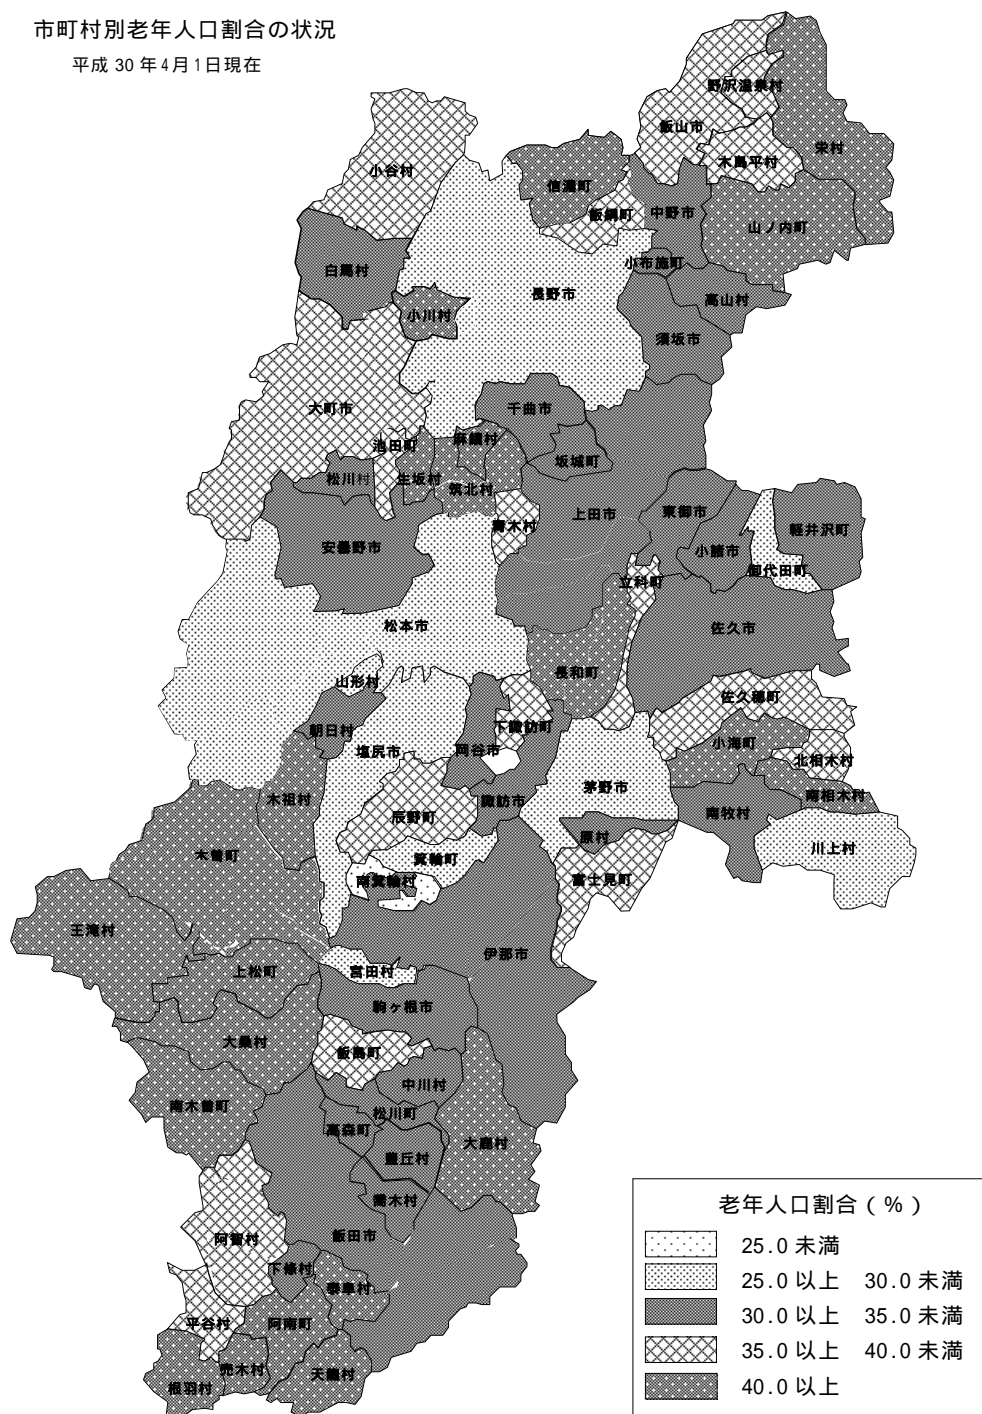 市町村別老年人口割合の状況
平成 30 年 4月 1日現在
野沢温泉村
飯山市
栄村
木島平村
小谷村
信濃町
飯綱町
中野市
山ノ内町
白馬村
小布施町
長野市
高山村
小川村
須坂市
大町市
千曲市
麻績村
池田町
坂城町
松川村
生坂村
筑北村
上田市
青木村
東御市
軽井沢町
小諸市
安曇野市
御代田町
立科町
松本市
佐久市
長和町
山形村
佐久穂町
朝日村
下諏訪町
塩尻市
岡谷市
小海町
北相木村
木祖村
茅野市
南相木村
諏訪市
南牧村
辰野町
原村
川上村
木曽町
箕輪町
南箕輪村
富士見町
王滝村
伊那市
上松町
宮田村
駒ヶ根市
大桑村
飯島町
中川村
南木曽町
松川町
高森町
大鹿村
豊丘村
喬木村
阿智村
飯田市
下條村
泰阜村
平谷村
阿南町
売木村
天龍村
根羽村
老年人口割合（％）
25.0 未満
25.0 以上 30.0 未満
30.0 以上 35.0 未満
35.0 以上 40.0 未満
40.0 以上